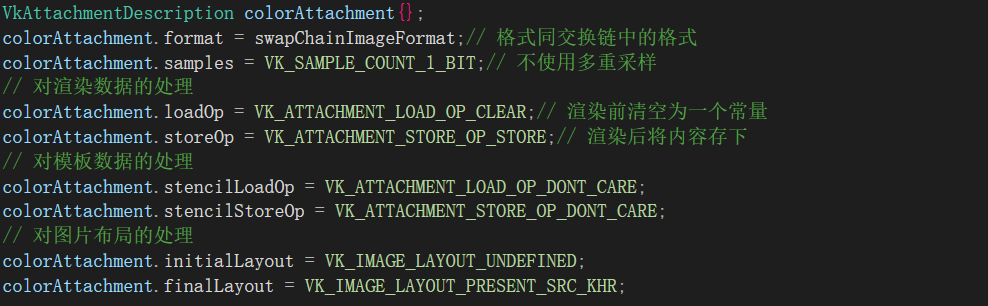 VkAttachmentDescription colorAttachment{};
colorAttachment.format = swapChainImageFormat;// 格式同交换链中的格式
colorAttachment.samples = VK_SAMPLE_COUNT_1_BIT;// 不使用多重采样
// 对渲染数据的处理
colorAttachment.loadOp = VK_ATTACHMENT_LOAD_OP_CLEAR;// 渲染前清空为一个常量
colorAttachment.storeOp = VK_ATTACHMENT_STORE_OP_STORE;// 渲染后将内容存下
// 对模板数据的处理
colorAttachment.stencilLoadOp = VK_ATTACHMENT_LOAD_OP_DONT_CARE;
colorAttachment.stencilStoreOp = VK_ATTACHMENT_STORE_OP_DONT_CARE;
// 对图片布局的处理
colorAttachment.initialLayout = VK_IMAGE_LAYOUT_UNDEFINED;
colorAttachment.finalLayout = VK_IMAGE_LAYOUT_PRESENT_SRC_KHR;